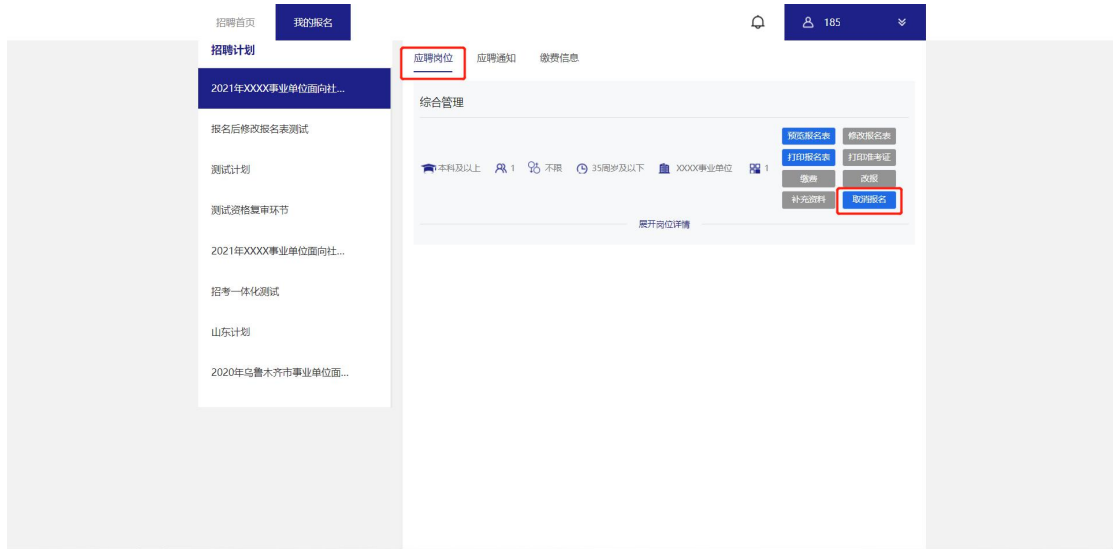 招聘首页 我的报名 185
招聘计划
2021年XXXX事业单位面向社...
报名后修改报名表测试
测试计划
测试资格复审环节
2021年XXXX事业单位面向社...
招考一体化测试
山东计划
2020年乌鲁木齐市事业单位面...
应聘岗位 应聘通知 缴费信息
综合管理
本科及以上 1 不限 35周岁及以下 XXXX事业单位 1
预览报名表 修改报名表
打印报名表 打印准考证
缴费 改报
补充资料 取消报名
展开岗位详情